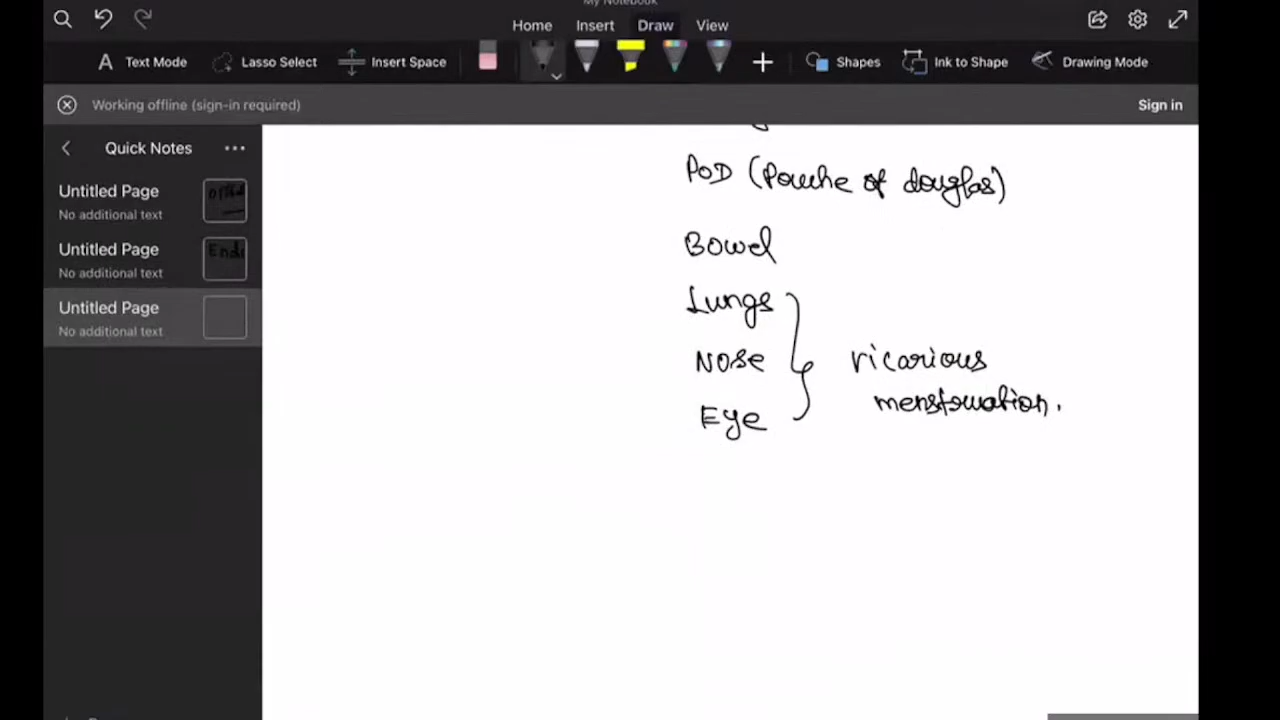 My Notebook
Home Insert Draw View
Text Mode Lasso Select Insert Space Shapes Ink to Shape Drawing Mode
Working offline (sign-in required) Sign in
Quick Notes
Untitled Page
No additional text
Untitled Page
No additional text
Untitled Page
No additional text
POD (Pouche of douglas)
Bowel
Lungs
Nose
Eye
vicarious
menstruation.